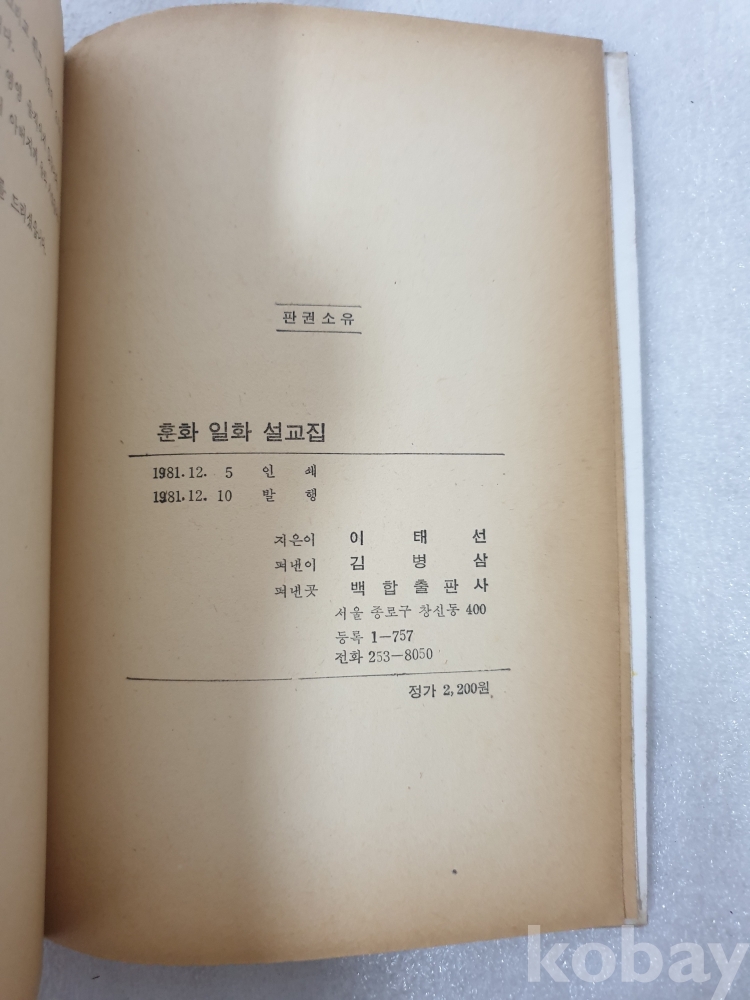 판권소유
훈화 일화 설교집
1981. 12. 5 인 쇄
1981. 12. 10 발 행
지은이 이 태 선
펴낸이 김 병 삼
펴낸곳 백 합 출 판 사
서울 종로구 창신동 400
등록 1-757
전화 253-8050
정가 2,200원
kobay